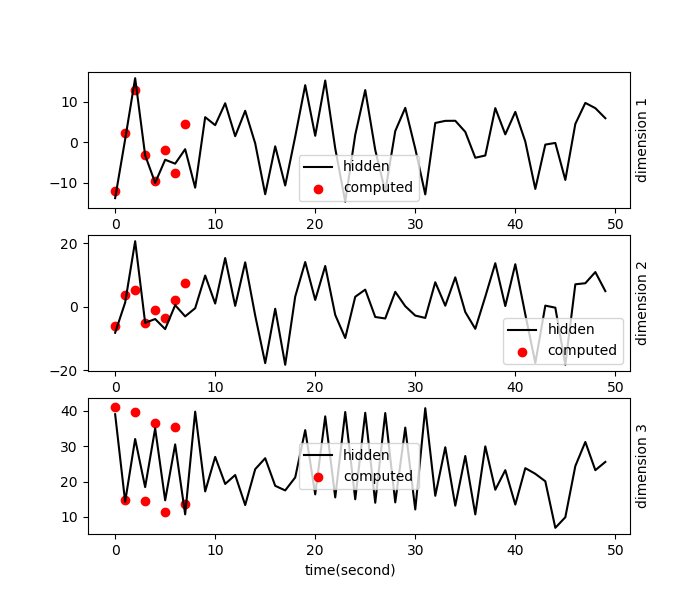 10
0
−10
hidden
computed
0 10 20 30 40 50
dimension 1
20
0
−20
hidden
computed
0 10 20 30 40 50
dimension 2
40
30
20
10
hidden
computed
0 10 20 30 40 50
dimension 3
time(second)